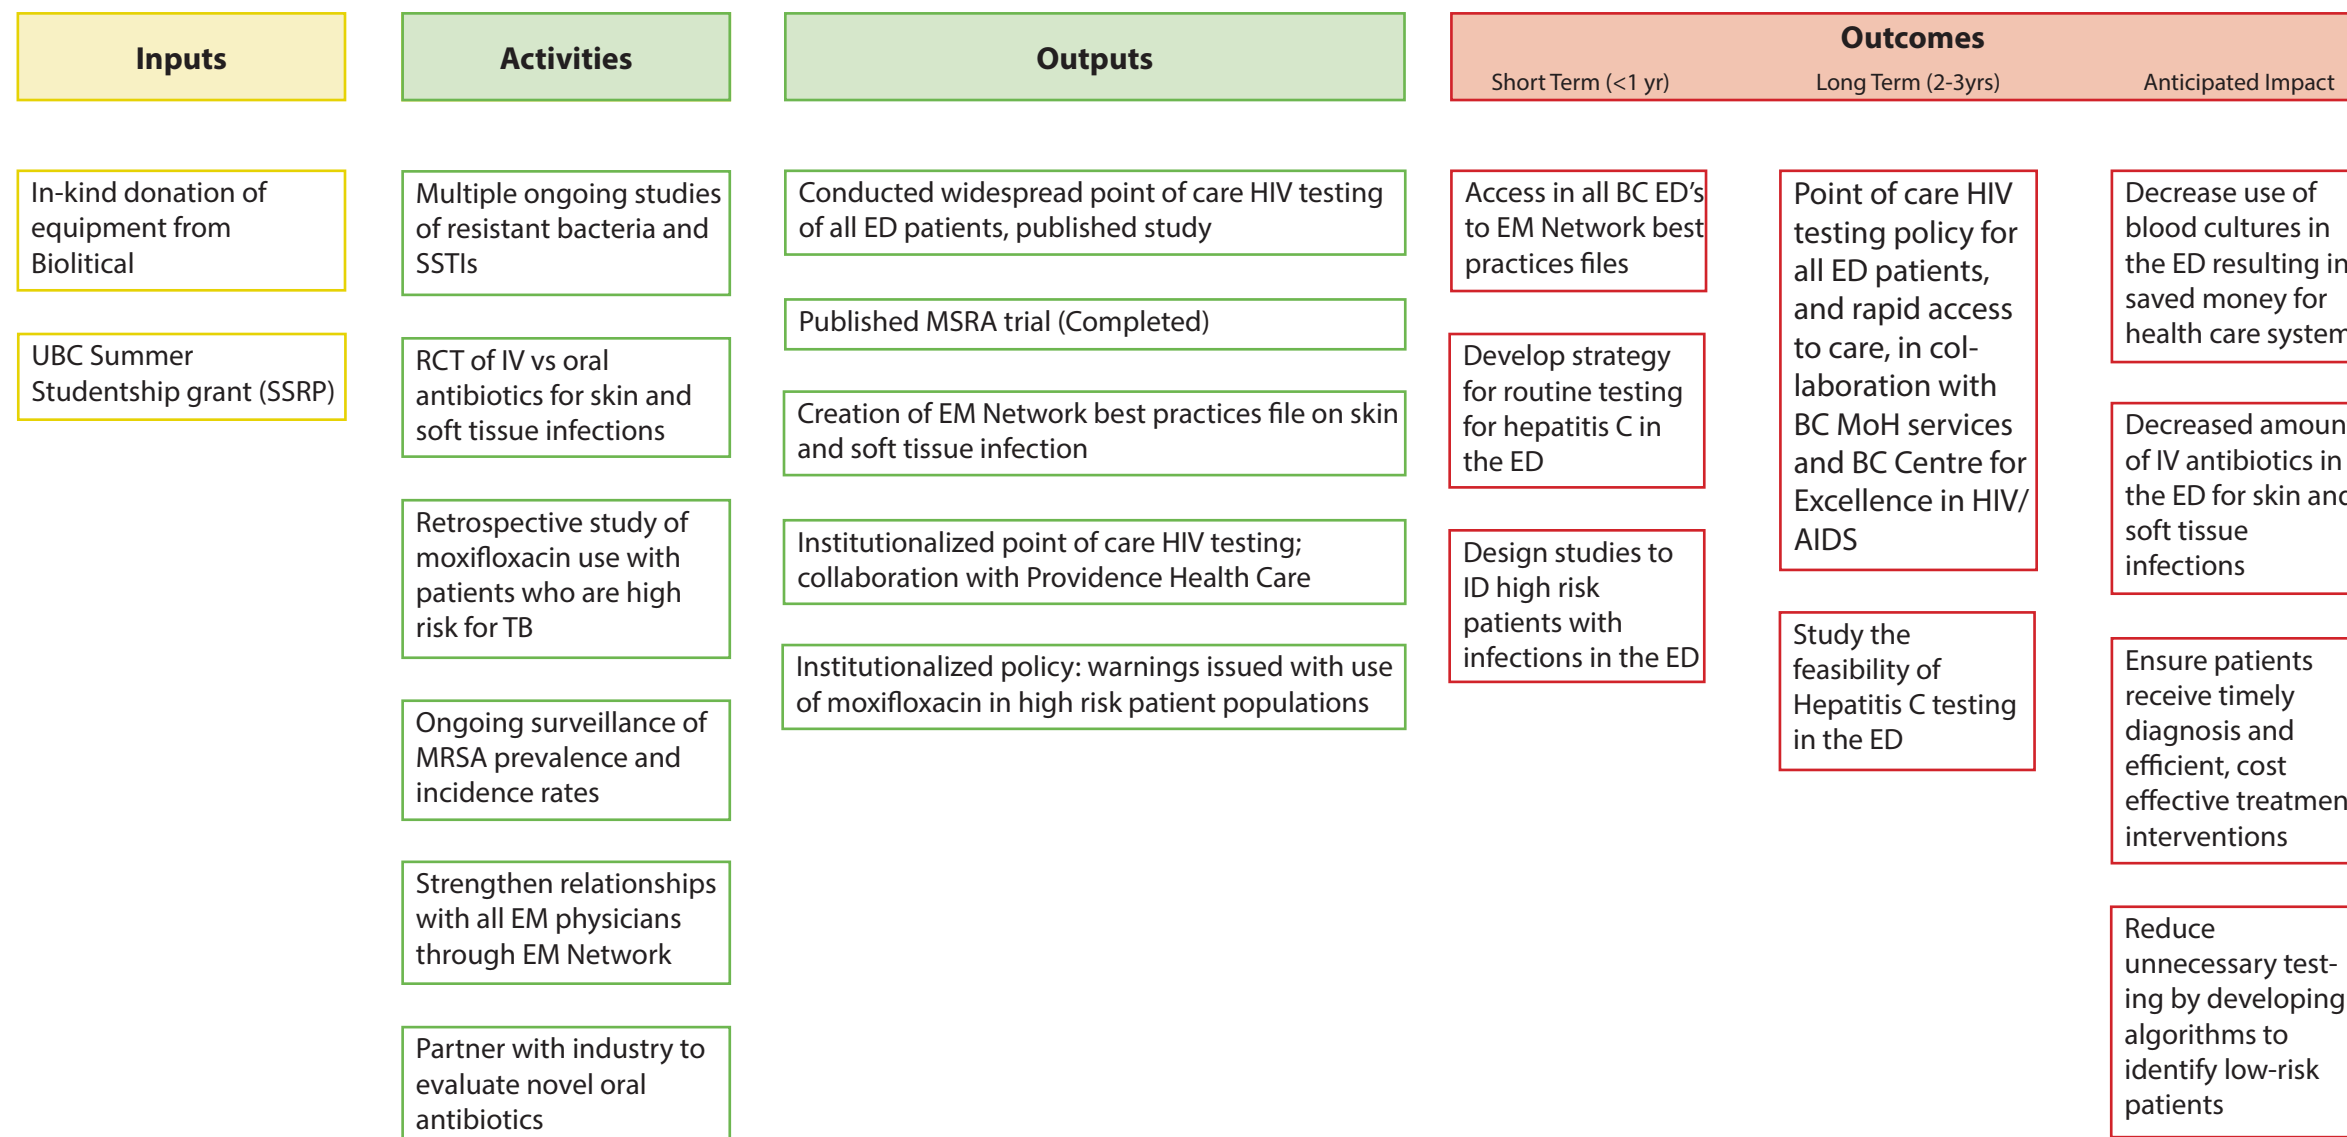 Inputs
Activities
Outputs
Outcomes
Short Term (<1 yr)
Long Term (2-3yrs)
Anticipated Impact
In-kind donation of
equipment from
Biolitical
UBC Summer
Studentship grant (SSRP)
Multiple ongoing studies
of resistant bacteria and
SSTIs
RCT of IV vs oral
antibiotics for skin and
soft tissue infections
Retrospective study of
moxifloxacin use with
patients who are high
risk for TB
Ongoing surveillance of
MRSA prevalence and
incidence rates
Strengthen relationships
with all EM physicians
through EM Network
Partner with industry to
evaluate novel oral
antibiotics
Conducted widespread point of care HIV testing
of all ED patients, published study
Published MSRA trial (Completed)
Creation of EM Network best practices file on skin
and soft tissue infection
Institutionalized point of care HIV testing;
collaboration with Providence Health Care
Institutionalized policy: warnings issued with use
of moxifloxacin in high risk patient populations
Access in all BC ED's
to EM Network best
practices files
Develop strategy
for routine testing
for hepatitis C in
the ED
Design studies to
ID high risk
patients with
infections in the ED
Point of care HIV
testing policy for
all ED patients,
and rapid access
to care, in col-
laboration with
BC MoH services
and BC Centre for
Excellence in HIV/
AIDS
Study the
feasibility of
Hepatitis C testing
in the ED
Decrease use of
blood cultures in
the ED resulting in
saved money for
health care system
Decreased amoun
of IV antibiotics in
the ED for skin and
soft tissue
infections
Ensure patients
receive timely
diagnosis and
efficient, cost
effective treatmen
interventions
Reduce
unnecessary test-
ing by developing
algorithms to
identify low-risk
patients